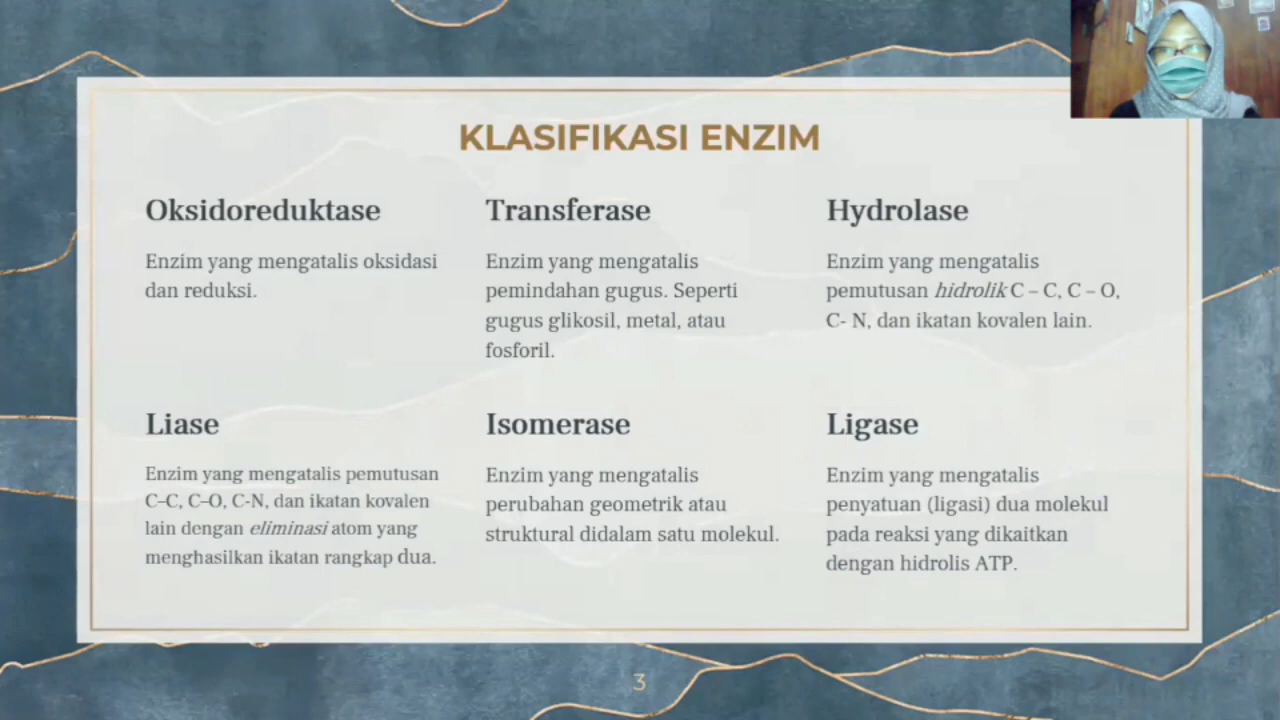 KLASIFIKASI ENZIM
Oksidoreduktase
Enzim yang mengatalis oksidasi
dan reduksi.
Transferase
Enzim yang mengatalis
pemindahan gugus. Seperti
gugus glikosil, metal, atau
fosforil.
Hydrolase
Enzim yang mengatalis
pemutusan hidrolik C – C, C – O,
C- N, dan ikatan kovalen lain.
Liase
Enzim yang mengatalis pemutusan
C–C, C–O, C-N, dan ikatan kovalen
lain dengan eliminasi atom yang
menghasilkan ikatan rangkap dua.
Isomerase
Enzim yang mengatalis
perubahan geometrik atau
struktural didalam satu molekul.
Ligase
Enzim yang mengatalis
penyatuan (ligasi) dua molekul
pada reaksi yang dikaitkan
dengan hidrolis ATP.
3